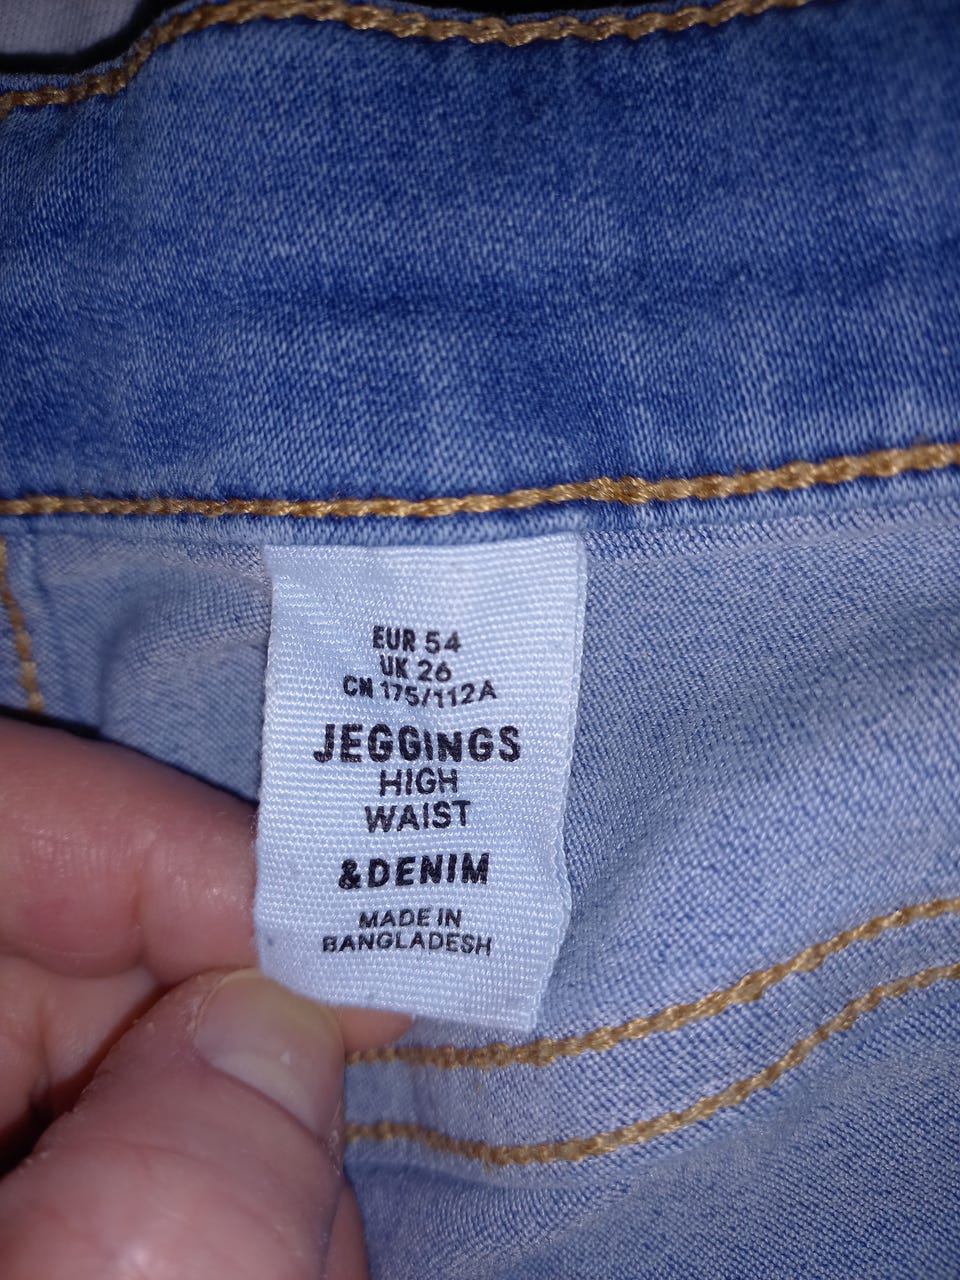 EUR 54
UK 26
CN 175/112A
JEGGINGS
HIGH
WAIST
&DENIM
MADE IN
BANGLADESH